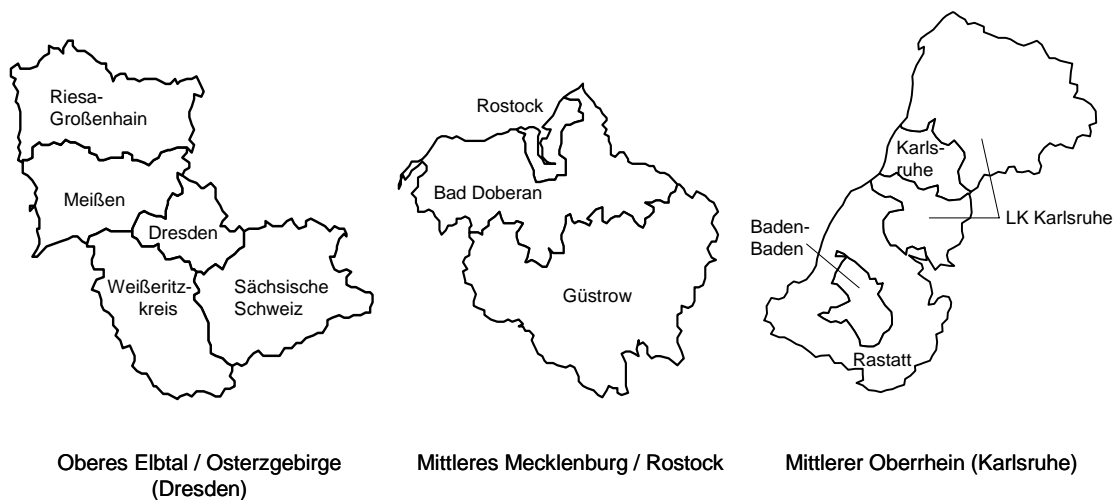 Riesa-
Großenhain
Meißen
Dresden
Weißeritz-
kreis
Sächsische
Schweiz
Oberes Elbtal / Osterzgebirge
(Dresden)
Rostock
Bad Doberan
Güstrow
Mittleres Mecklenburg / Rostock
Karls-
ruhe
LK Karlsruhe
Baden-
Baden
Rastatt
Mittlerer Oberrhein (Karlsruhe)